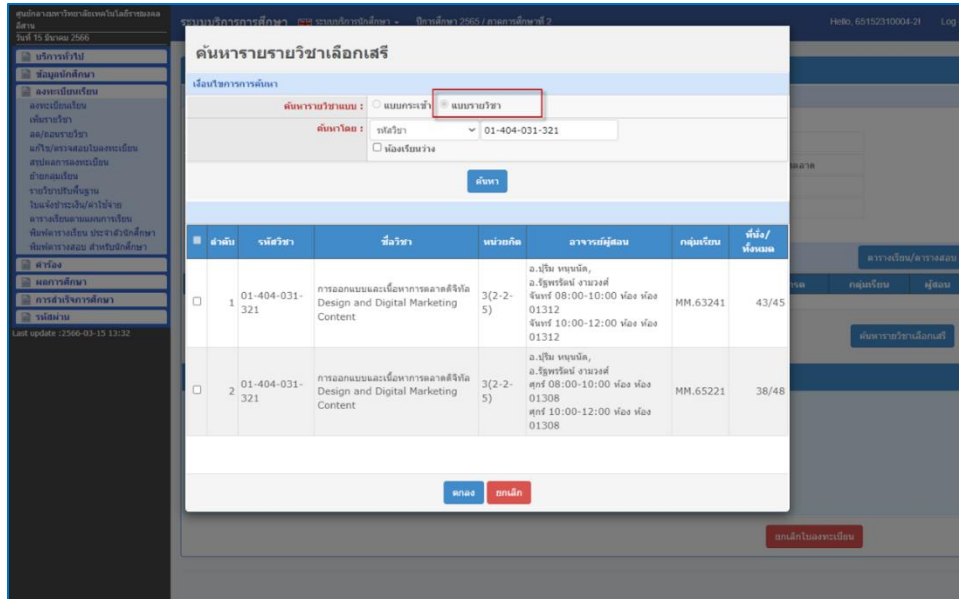 ศูนย์กลางมหาวิทยาลัยเทคโนโลยีราชมงคล
อีสาน
วันที่ 15 มีนาคม 2566
บริการทั่วไป
ข้อมูลนักศึกษา
ลงทะเบียนเรียน
ลงทะเบียนเรียน
เพิ่มรายวิชา
ลด/ถอนรายวิชา
แก้ไข/ตรวจสอบใบลงทะเบียน
สรุปผลการลงทะเบียน
ย้ายกลุ่มเรียน
รายวิชาปรับพื้นฐาน
ใบแจ้งชำระเงิน/ค่าใช้จ่าย
ตารางเรียนตามแผนการเรียน
พิมพ์ตารางเรียน ประจำตัวนักศึกษา
พิมพ์ตารางสอบ สำหรับนักศึกษา
คำร้อง
ผลการศึกษา
การสำเร็จการศึกษา
รหัสผ่าน
Last update :2566-03-15 13:32
ระบบบริการการศึกษา ระบบบริการนักศึกษา ปีการศึกษา 2565 / ภาคการศึกษาที่ 2
Hello, 65152310004-2! Log
ค้นหารายรายวิชาเลือกเสรี
เงื่อนไขการการค้นหา
ค้นหารายวิชาแบบ : แบบกระเช้า แบบรายวิชา
ค้นหาโดย : รหัสวิชา 01-404-031-321
ห้องเรียนว่าง
ค้นหา
ลำดับ รหัสวิชา ชื่อวิชา หน่วยกิต อาจารย์ผู้สอน กลุ่มเรียน ที่นั่ง/
ทั้งหมด
1 01-404-031-
321
การออกแบบและเนื้อหาการตลาดดิจิทัล
Design and Digital Marketing
Content
3(2-2-
5)
อ.ปุริม หนุนนัด,
อ.รัฐพรรัตน์ งามวงศ์
จันทร์ 08:00-10:00 ห้อง ห้อง
01312
จันทร์ 10:00-12:00 ห้อง ห้อง
01312
MM.63241
43/45
2 01-404-031-
321
การออกแบบและเนื้อหาการตลาดดิจิทัล
Design and Digital Marketing
Content
3(2-2-
5)
อ.ปุริม หนุนนัด,
อ.รัฐพรรัตน์ งามวงศ์
ศุกร์ 08:00-10:00 ห้อง ห้อง
01308
ศุกร์ 10:00-12:00 ห้อง ห้อง
01308
MM.65221
38/48
ตกลง ยกเลิก
ตารางเรียน/ตารางสอบ
กลุ่มเรียน ผู้สอน
ค้นหารายวิชาเลือกเสรี
ยกเลิกใบลงทะเบียน